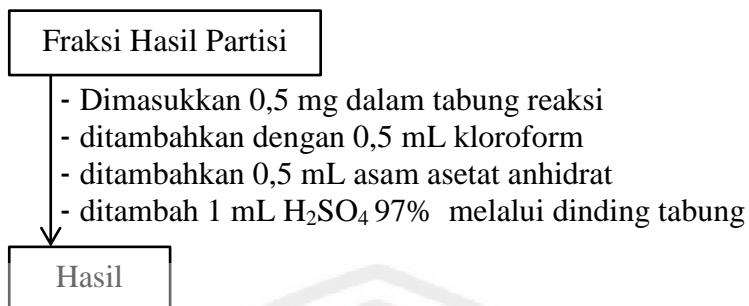 Fraksi Hasil Partisi
- Dimasukkan 0,5 mg dalam tabung reaksi
- ditambahkan dengan 0,5 mL kloroform
- ditambahkan 0,5 mL asam asetat anhidrat
- ditambah 1 mL H₂SO₄ 97% melalui dinding tabung
Hasil